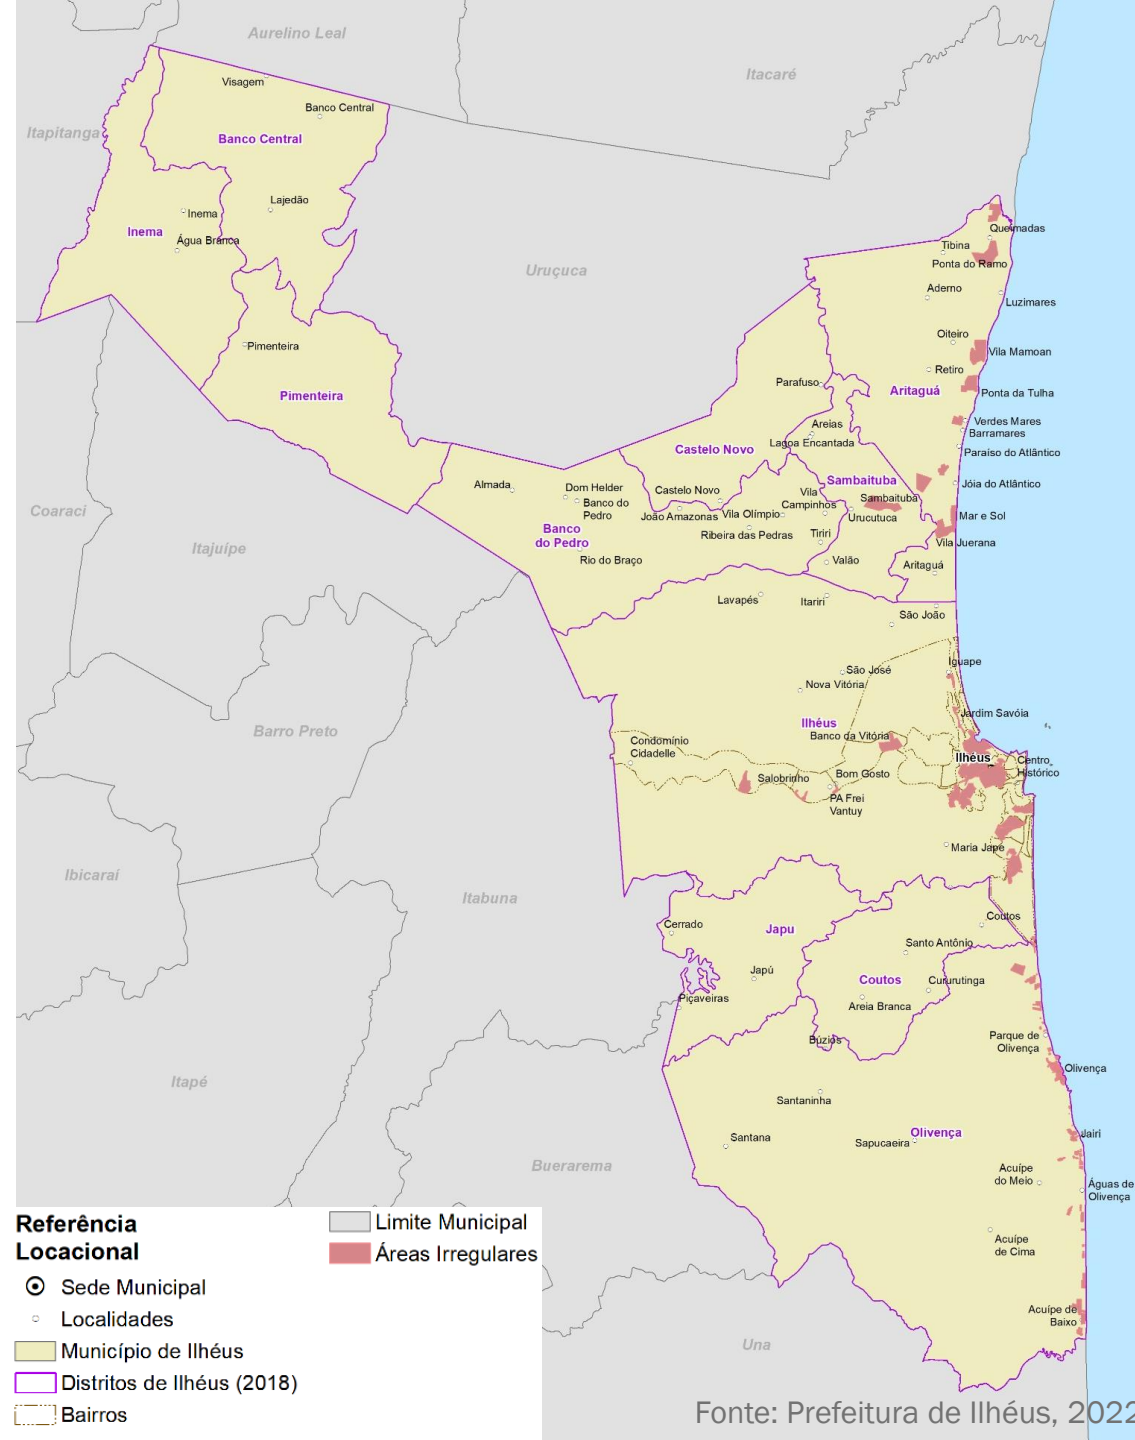 Aurelino Leal
Itacaré
Visagem
Banco Central
Itapitanga
Banco Central
Lajedão
Inema
Inema
Água Branca
Queimadas
Tibina
Ponta do Ramo
Uruçuca
Aderno
Luzimares
Oiteiro
Pimenteira
Vila Mamoan
Retiro
Parafuso
Aritaguá
Ponta da Tulha
Pimenteira
Verdes Mares
Areias
Barramares
Lagoa Encantada
Castelo Novo
Paraíso do Atlântico
Sambaituba
Almada
Dom Helder
Castelo Novo
Vila
Campinhos
Sambaituba
Jóia do Atlântico
Banco do
Pedro
João Amazonas
Vila Olímpio
Urucutuca
Mar e Sol
Coaraci
Banco
do Pedro
Ribeira das Pedras
Tiriri
Vila Juerana
Itajuípe
Rio do Braço
Valão
Aritaguá
Lavapés
Itariri
São João
Iguape
São José
Nova Vitória
Jardim Savóia
Ilhéus
Barro Preto
Banco da Vitória
Condomínio
Cidadelle
Ilhéus
Centro
Histórico
Salobrinho
Bom Gosto
PA Frei
Vantuy
Maria Jape
Ibicaraí
Itabuna
Cerrado
Japu
Coutos
Santo Antônio
Japú
Coutos
Cururutinga
Piçaveiras
Areia Branca
Búzios
Parque de
Olivença
Itapé
Olivença
Santaninha
Olivença
Jairi
Santana
Sapucaeira
Buerarema
Acuípe
do Meio
Águas de
Olivença
Acuípe
de Cima
Acuípe de
Baixo
Una
Referência
Locacional
Sede Municipal
Localidades
Município de Ilhéus
Distritos de Ilhéus (2018)
Bairros
Limite Municipal
Áreas Irregulares
Fonte: Prefeitura de Ilhéus, 2022